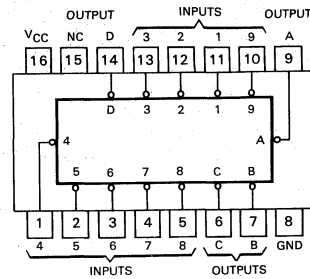 OUTPUT INPUTS OUTPUT
VCC NC D 3 2 1 9 A
16 15 14 13 12 11 10 9
D 3 2 1 9
4 A
5 6 7 8 C B
1 2 3 4 5 6 7 8
4 5 6 7 8 C B GND
INPUTS OUTPUTS